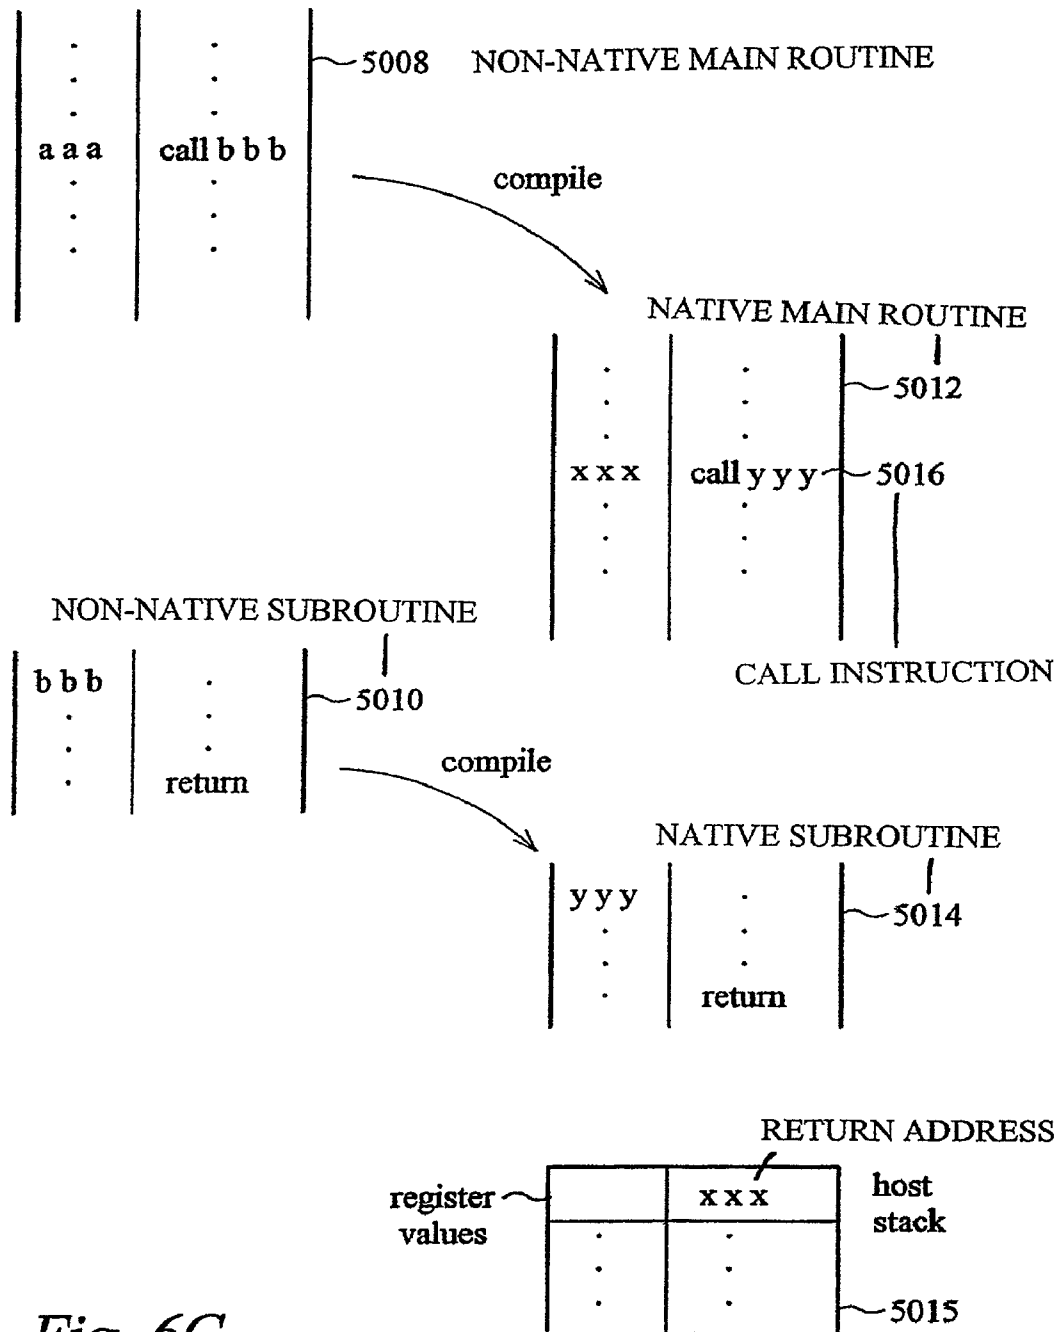 5008 NON-NATIVE MAIN ROUTINE
a a a call b b b
compile
NATIVE MAIN ROUTINE
5012
x x x call y y y 5016
NON-NATIVE SUBROUTINE
CALL INSTRUCTION
b b b
5010
return
compile
NATIVE SUBROUTINE
y y y
5014
return
RETURN ADDRESS
register
values
x x x
host
stack
5015